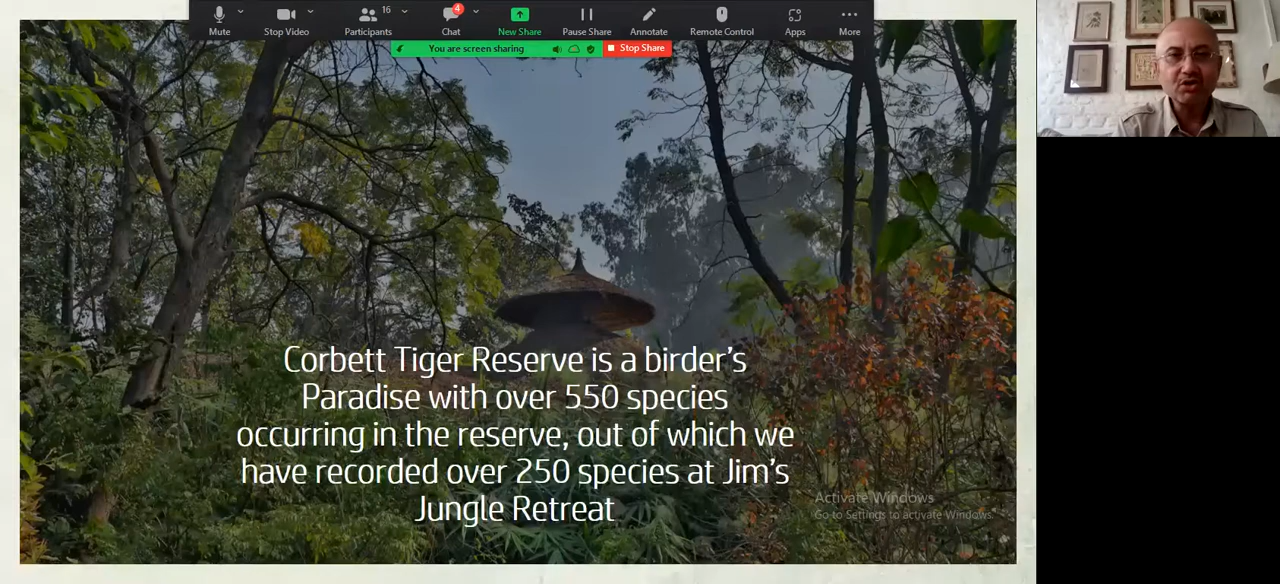 16
4
Mute
Stop Video
Participants
Chat
New Share
Pause Share
Annotate
Remote Control
Apps
More
You are screen sharing
Stop Share
Corbett Tiger Reserve is a birder's
Paradise with over 550 species
occurring in the reserve, out of which we
have recorded over 250 species at Jim's
Jungle Retreat
Activate Windows
Go to Settings to activate Windows.